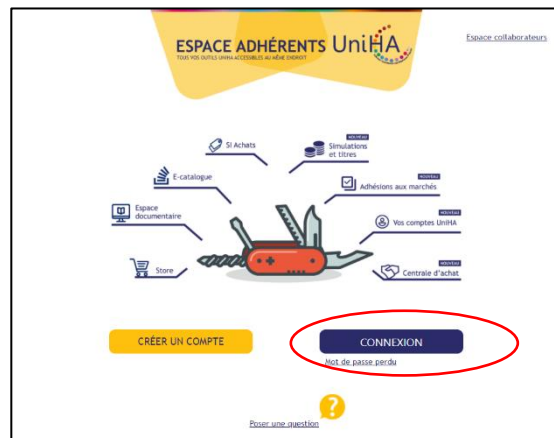 ESPACE ADHÉRENTS UniHA
TOUS VOS OUTILS UNIHA ACCESSIBLES AU MÊME ENDROIT
Espace collaborateurs
SI Achats
NOUVEAU
Simulations
et titres
E-catalogue
NOUVEAU
Adhésions aux marchés
Espace
documentaire
NOUVEAU
Vos comptes UniHA
Store
NOUVEAU
Centrale d'achat
CRÉER UN COMPTE
CONNEXION
Mot de passe perdu
?
Poser une question